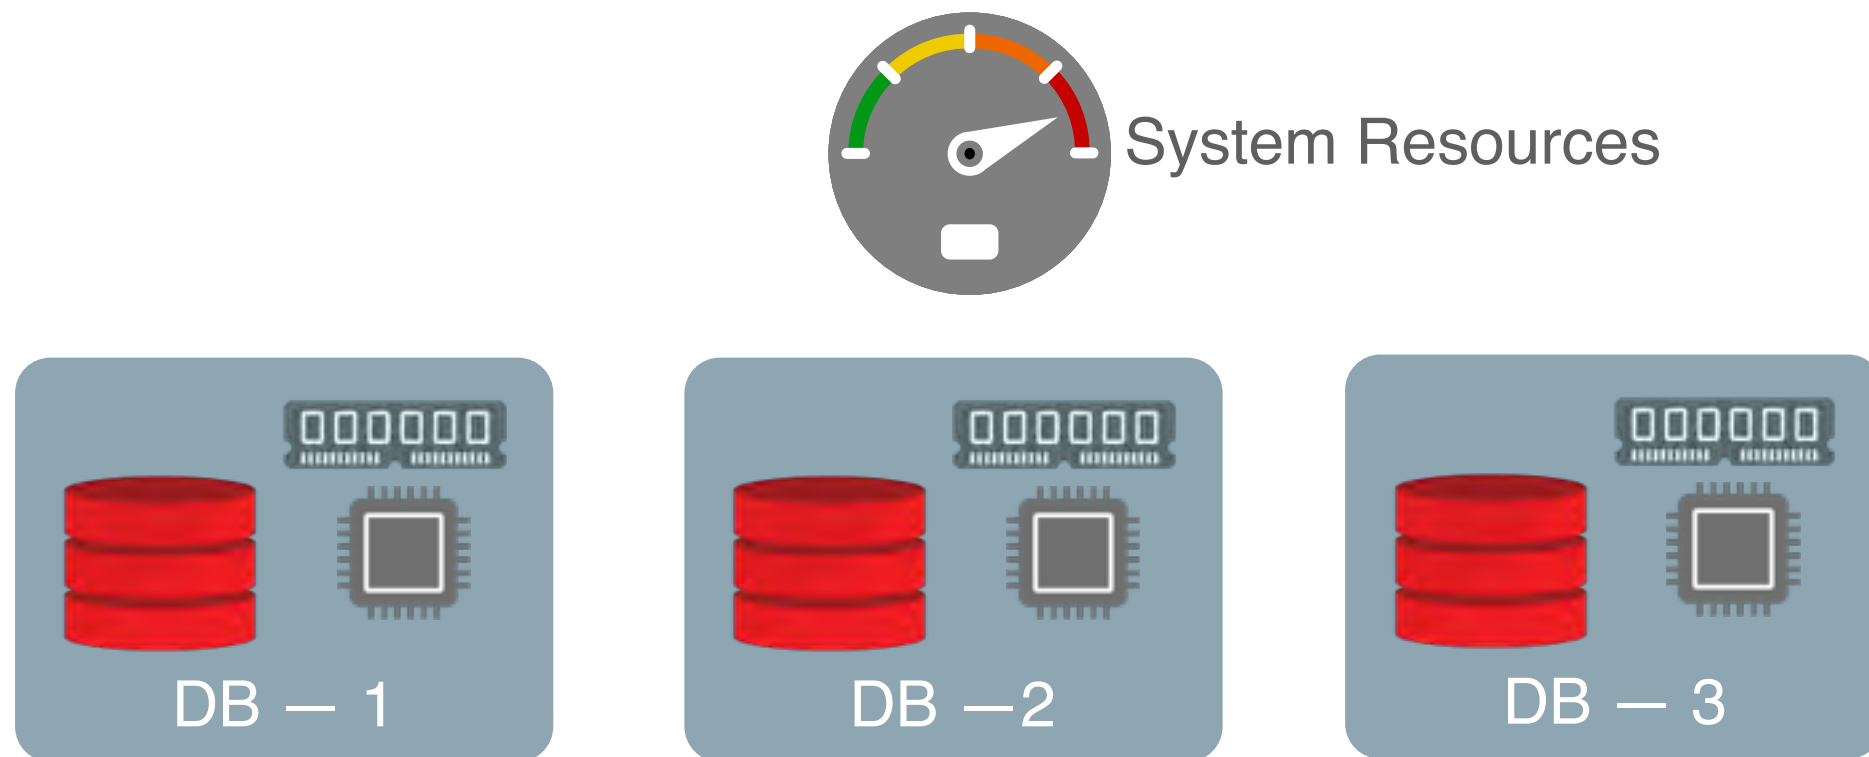 System Resources
DB — 1
DB —2
DB — 3